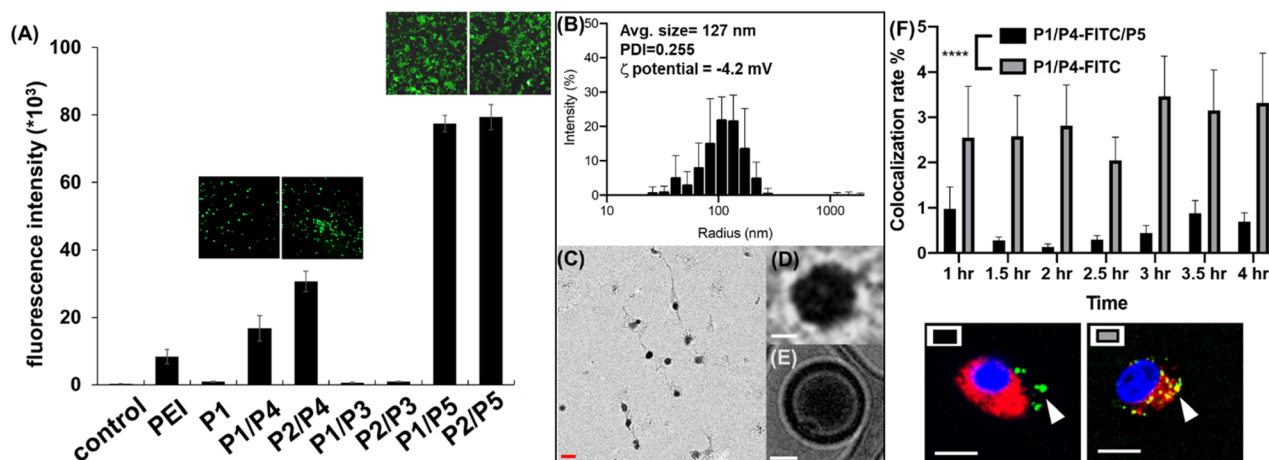 (A)
fluorescence intensity (*10³)
100
80
60
40
20
0
control
PEI
P1
P1/P4
P2/P4
P1/P3
P2/P3
P1/P5
P2/P5
(B)
Avg. size= 127 nm
PDI=0.255
ζ potential = -4.2 mV
Intensity (%)
40
30
20
10
0
10 100 1000
Radius (nm)
(C)
(D)
(E)
(F)
****
P1/P4-FITC/P5
P1/P4-FITC
Colocalization rate %
5
4
3
2
1
0
1 hr 1.5 hr 2 hr 2.5 hr 3 hr 3.5 hr 4 hr
Time